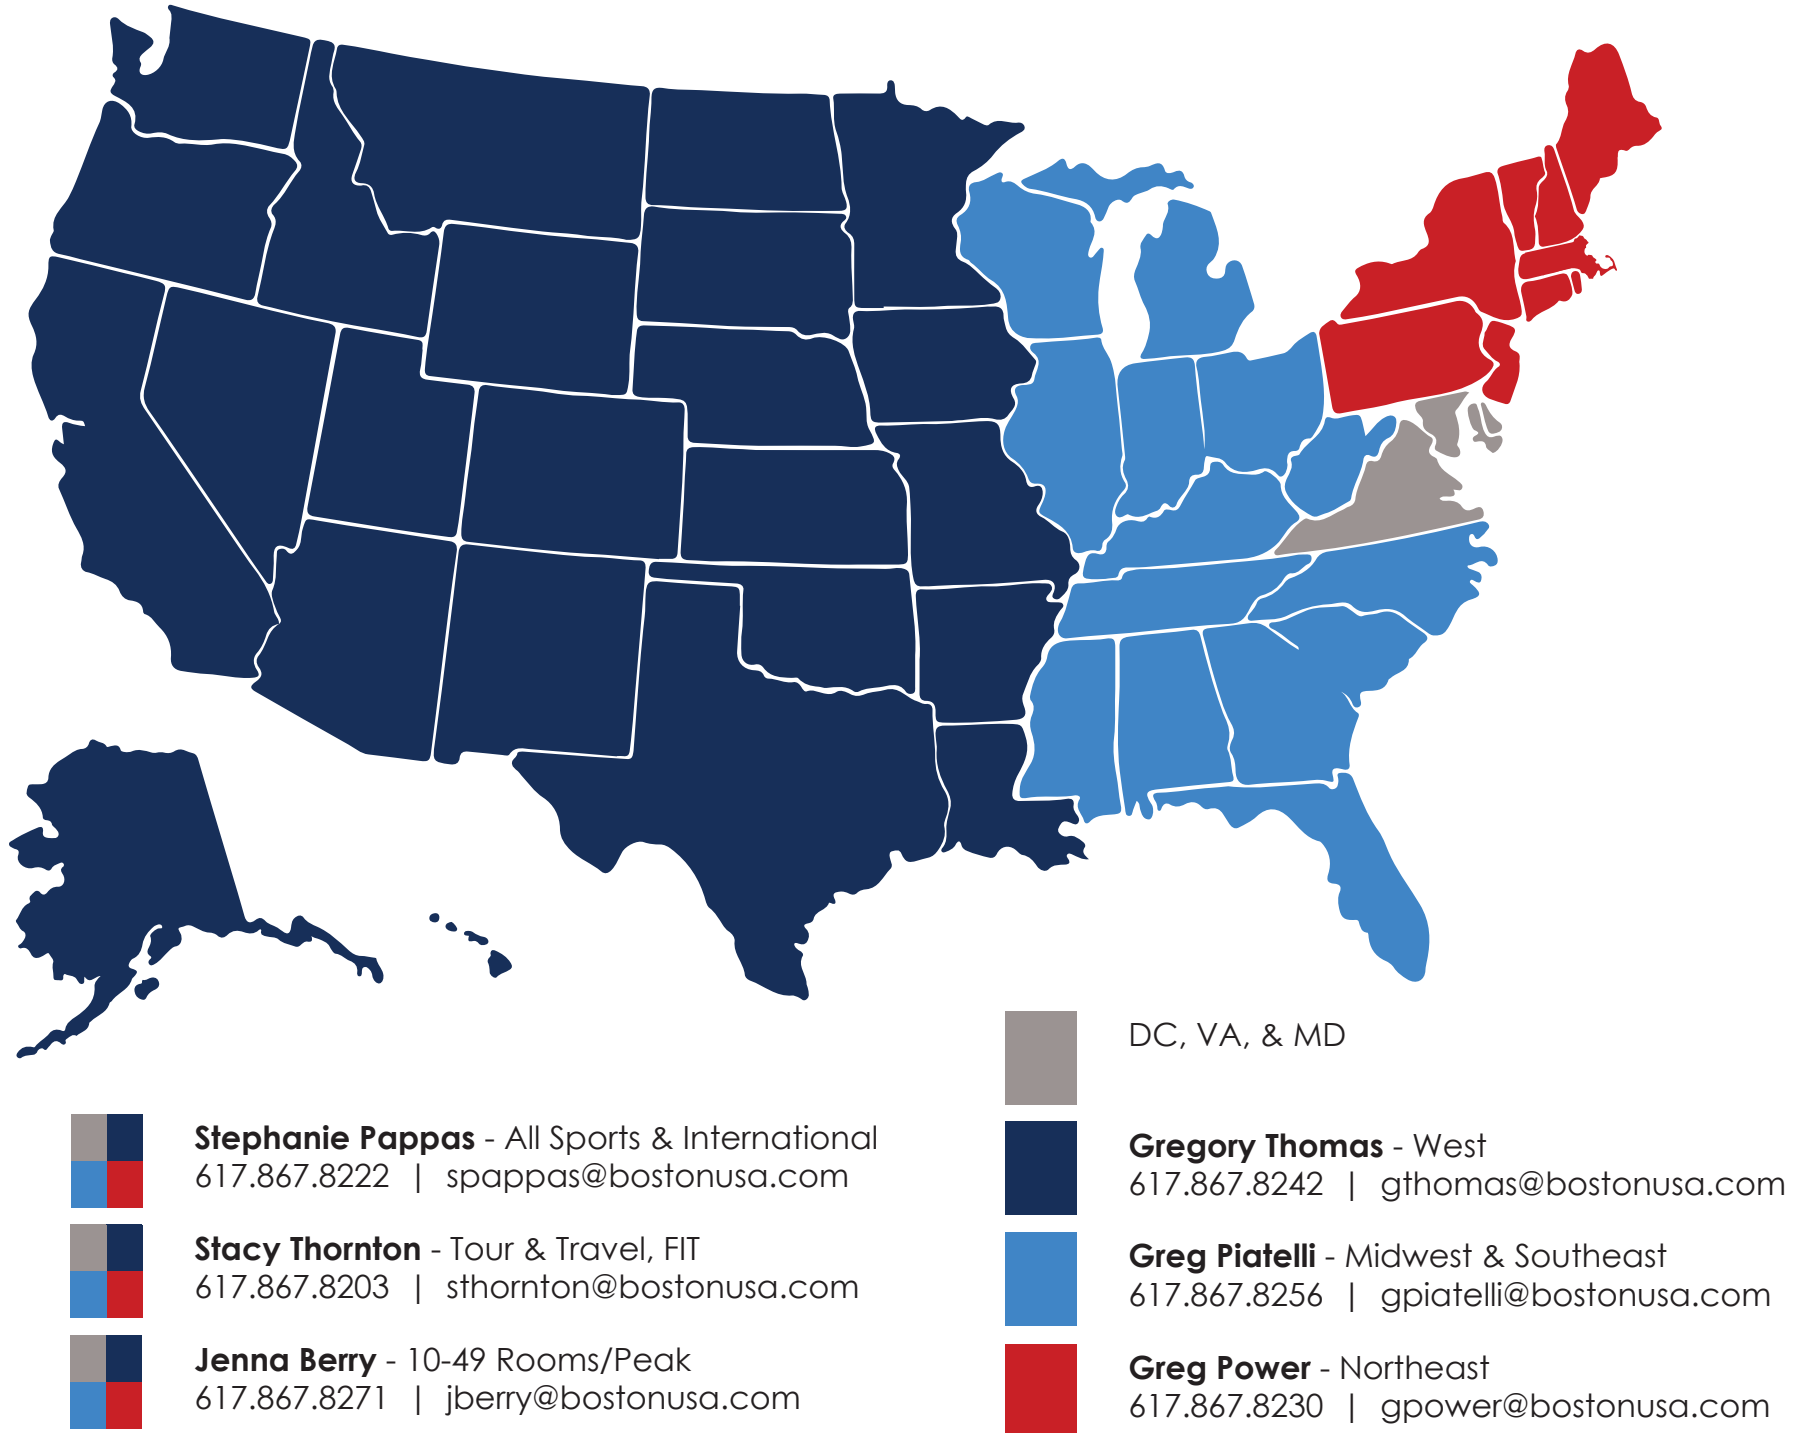 DC, VA, & MD
Stephanie Pappas - All Sports & International
617.867.8222 | spappas@bostonusa.com
Stacy Thornton - Tour & Travel, FIT
617.867.8203 | sthornton@bostonusa.com
Jenna Berry - 10-49 Rooms/Peak
617.867.8271 | jberry@bostonusa.com
Gregory Thomas - West
617.867.8242 | gthomas@bostonusa.com
Greg Piatelli - Midwest & Southeast
617.867.8256 | gpiatelli@bostonusa.com
Greg Power - Northeast
617.867.8230 | gpower@bostonusa.com